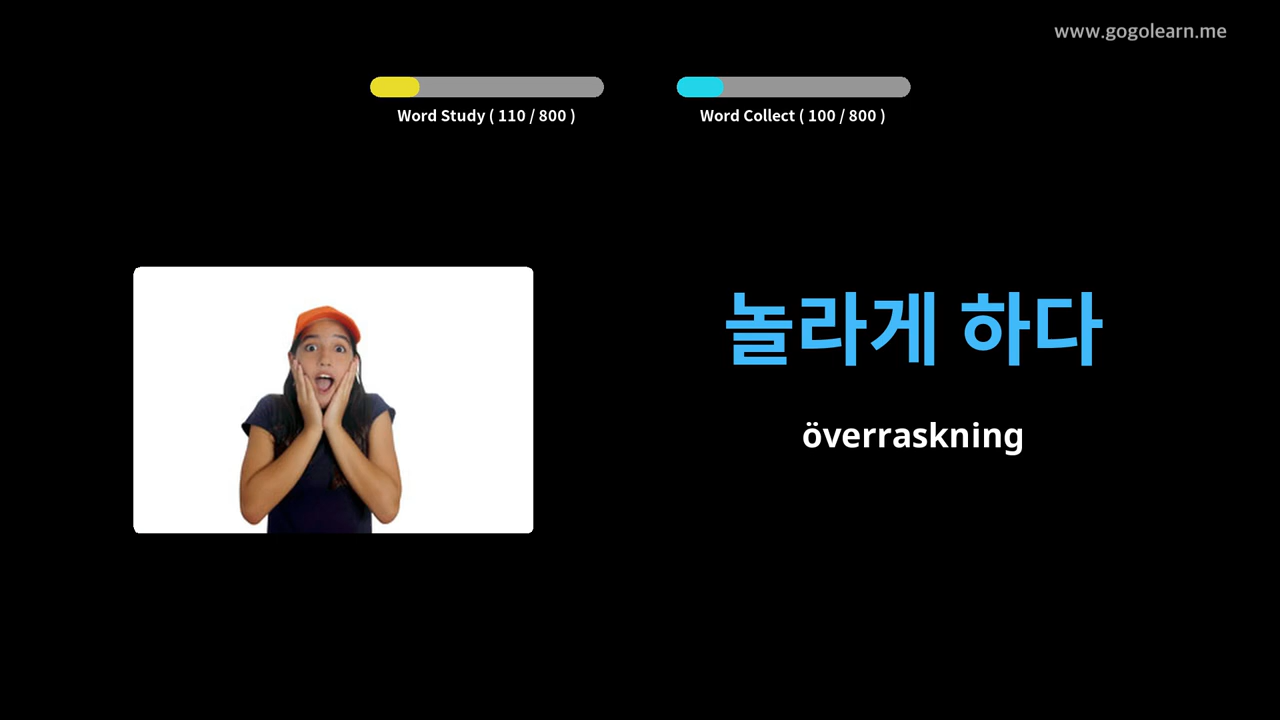 www.gogolearn.me
Word Study ( 110 / 800 )
Word Collect ( 100 / 800 )
놀라게 하다
överraskning